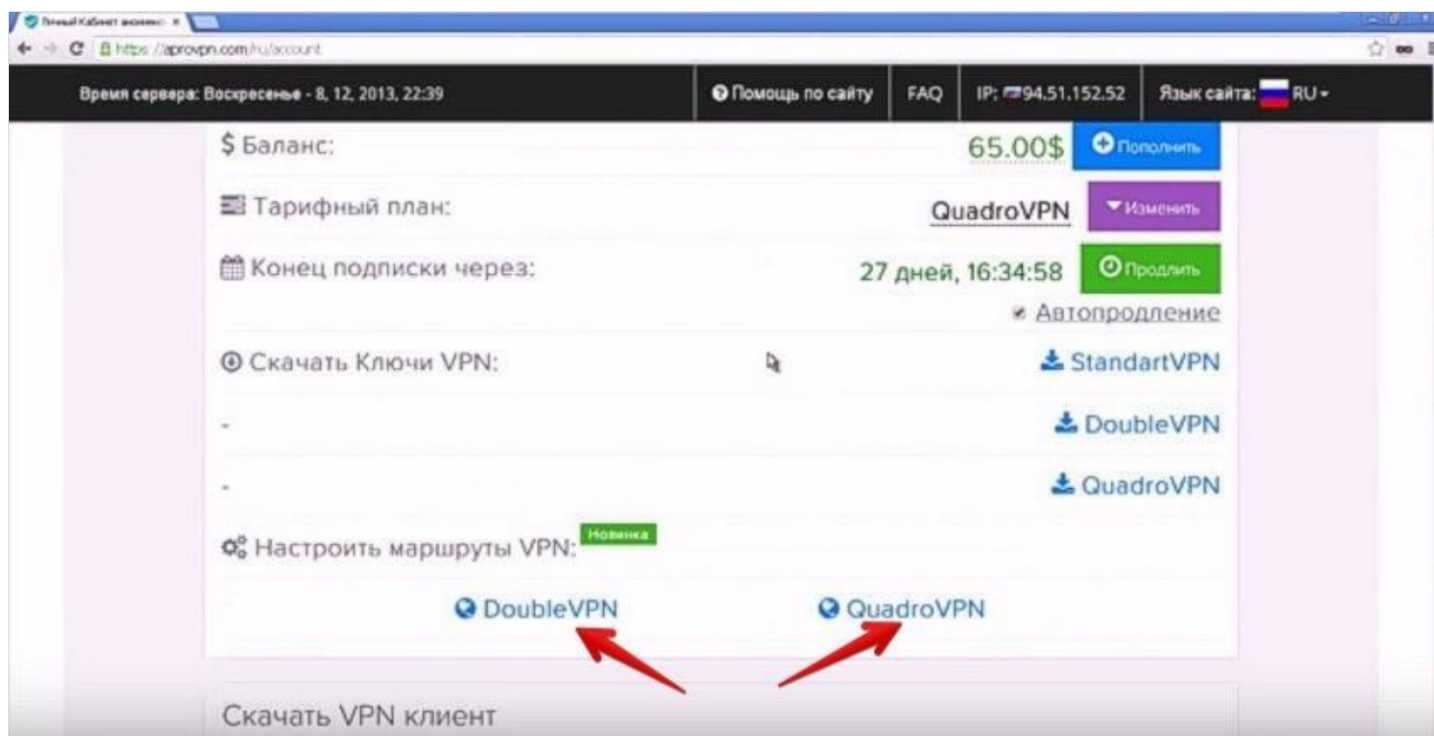 Личный Кабинет
https://aprovpn.com/ru/account
Время сервера: Воскресенье - 8, 12, 2013, 22:39 Помощь по сайту FAQ IP: 94.51.152.52 Язык сайта: RU
$ Баланс: 65.00$ Пополнить
Тарифный план: QuadroVPN Изменить
Конец подписки через: 27 дней, 16:34:58 Продлить
Автопродление
Скачать Ключи VPN: StandartVPN
- DoubleVPN
- QuadroVPN
Настроить маршруты VPN: Новинка
DoubleVPN QuadroVPN
Скачать VPN клиент